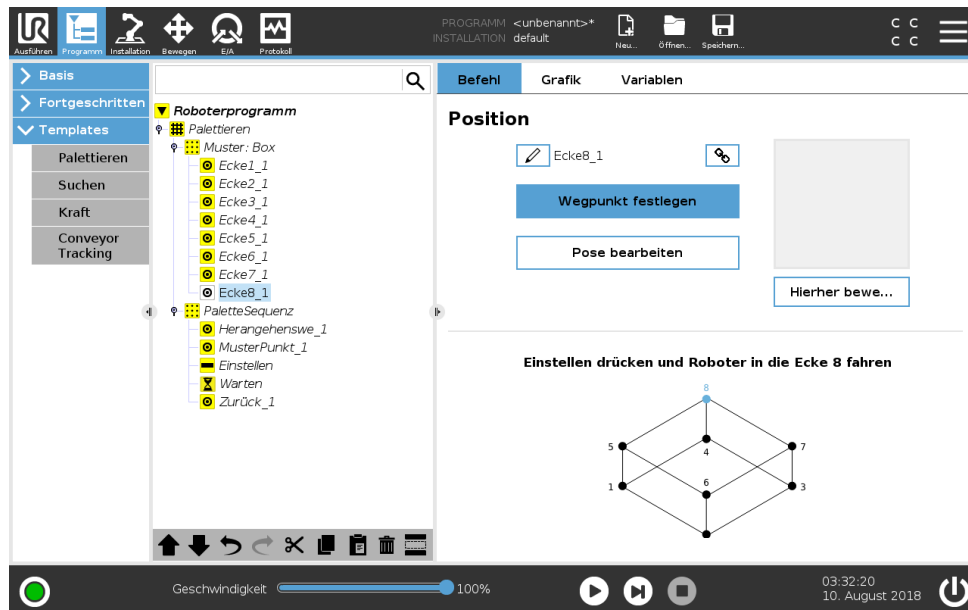 PROGRAMM <unbenannt>*
INSTALLATION default
UR
Ausführen Programm Installation Bewegen E/A Protokoll
Neu... Öffnen... Speichern...
C C
C C
Basis
Fortgeschritten
Templates
Palettieren
Suchen
Kraft
Conveyor
Tracking
Roboterprogramm
Palettieren
Muster: Box
Ecke1_1
Ecke2_1
Ecke3_1
Ecke4_1
Ecke5_1
Ecke6_1
Ecke7_1
Ecke8_1
PaletteSequenz
Herangehenswe_1
MusterPunkt_1
Einstellen
Warten
Zurück_1
Befehl Grafik Variablen
Position
Ecke8_1
Wegpunkt festlegen
Pose bearbeiten
Hierher bewe...
Einstellen drücken und Roboter in die Ecke 8 fahren
8
5
7
4
6
1
3
Geschwindigkeit 100%
03:32:20
10. August 2018